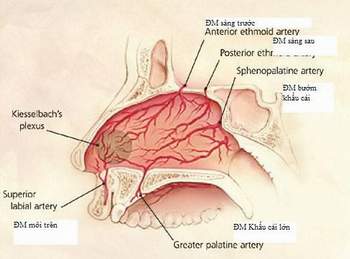 ĐM sàng trước
Anterior ethmoid artery
ĐM sàng sau
Posterior eth
artery
Sphenopalatine artery
ĐM bướm
khẩu cái
Kiesselbach's
plexus
Superior
labial artery
ĐM môi trên
ĐM Khẩu cái lớn
Greater palatine artery